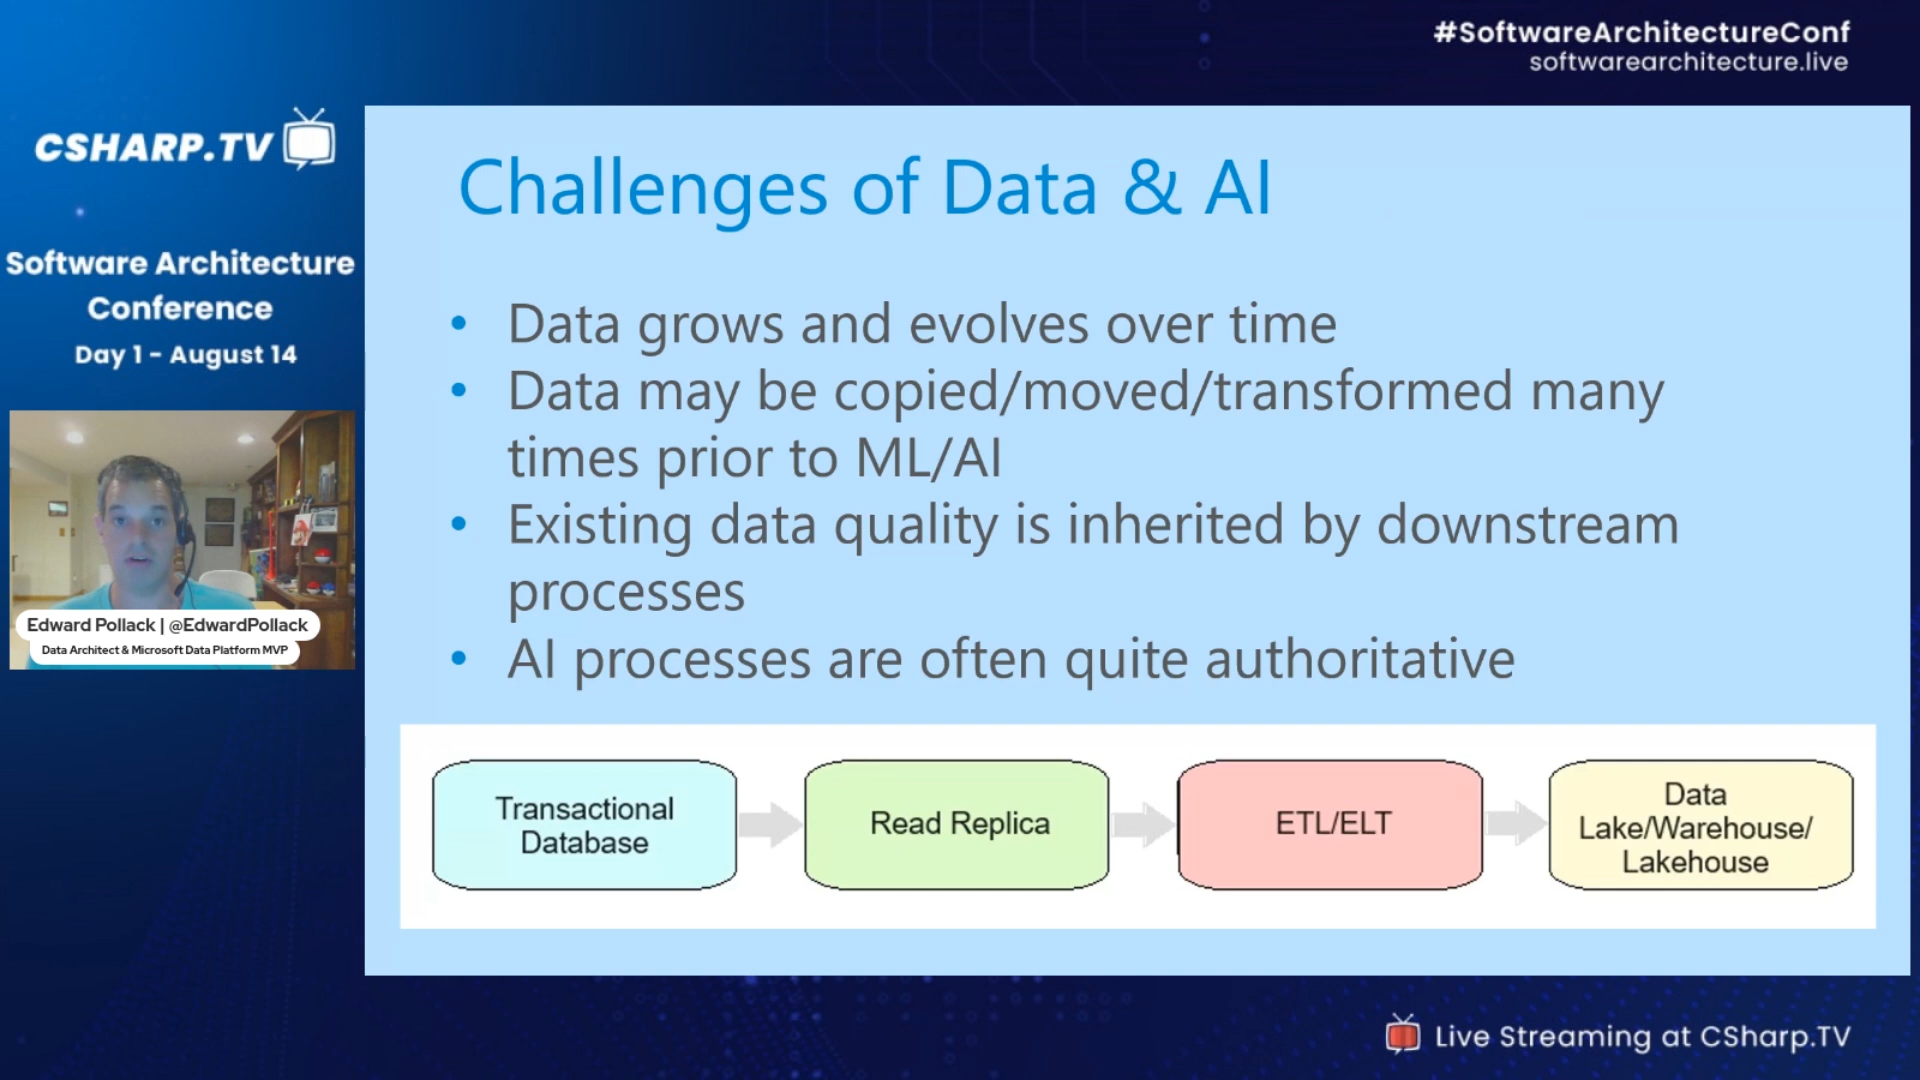 #SoftwareArchitectureConf
softwarearchitecture.live
CSHARP.TV
Software Architecture
Conference
Day 1 - August 14
Edward Pollack | @EdwardPollack
Data Architect & Microsoft Data Platform MVP
Challenges of Data & AI
• Data grows and evolves over time
• Data may be copied/moved/transformed many
times prior to ML/AI
• Existing data quality is inherited by downstream
processes
• AI processes are often quite authoritative
Transactional
Database
Read Replica
ETL/ELT
Data
Lake/Warehouse/
Lakehouse
Live Streaming at CSharp.TV